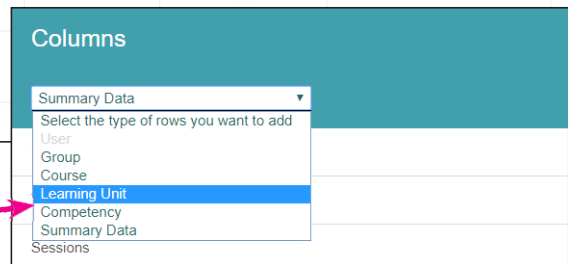 Columns
Summary Data
Select the type of rows you want to add
User
Group
Course
Learning Unit
Competency
Summary Data
Sessions